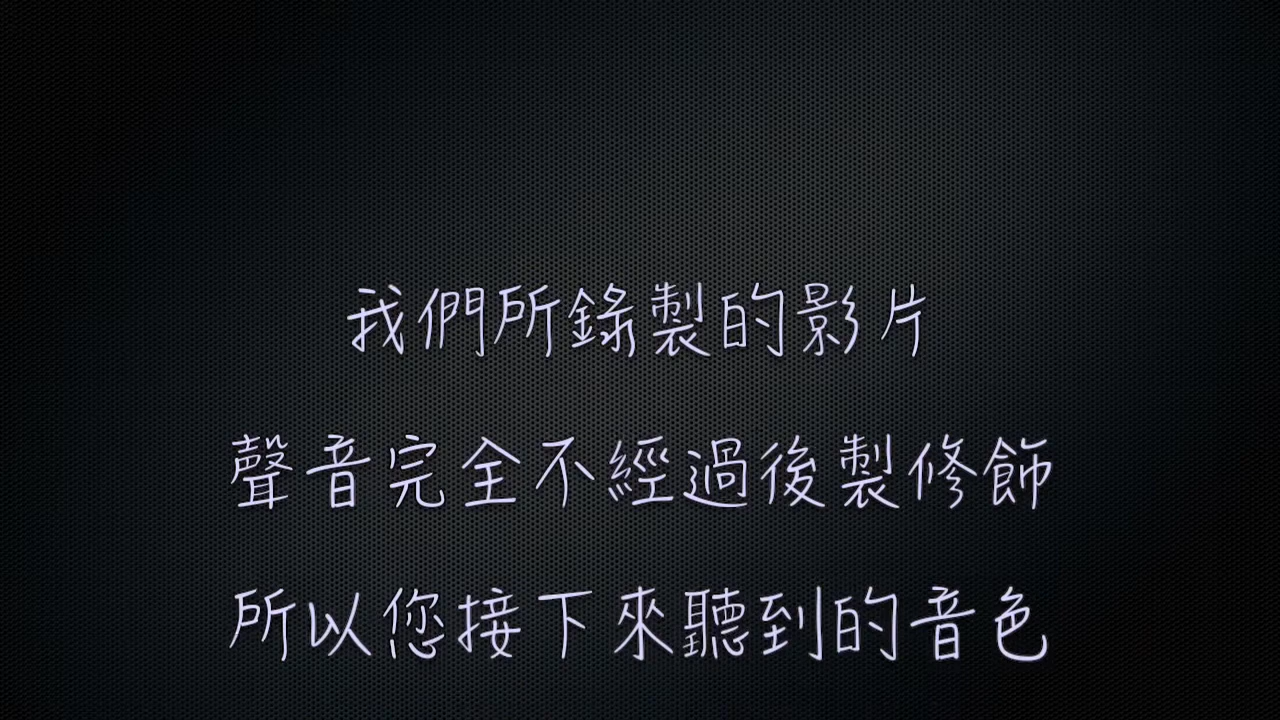 我們所錄製的影片
聲音完全不經過後製修飾
所以您接下來聽到的音色